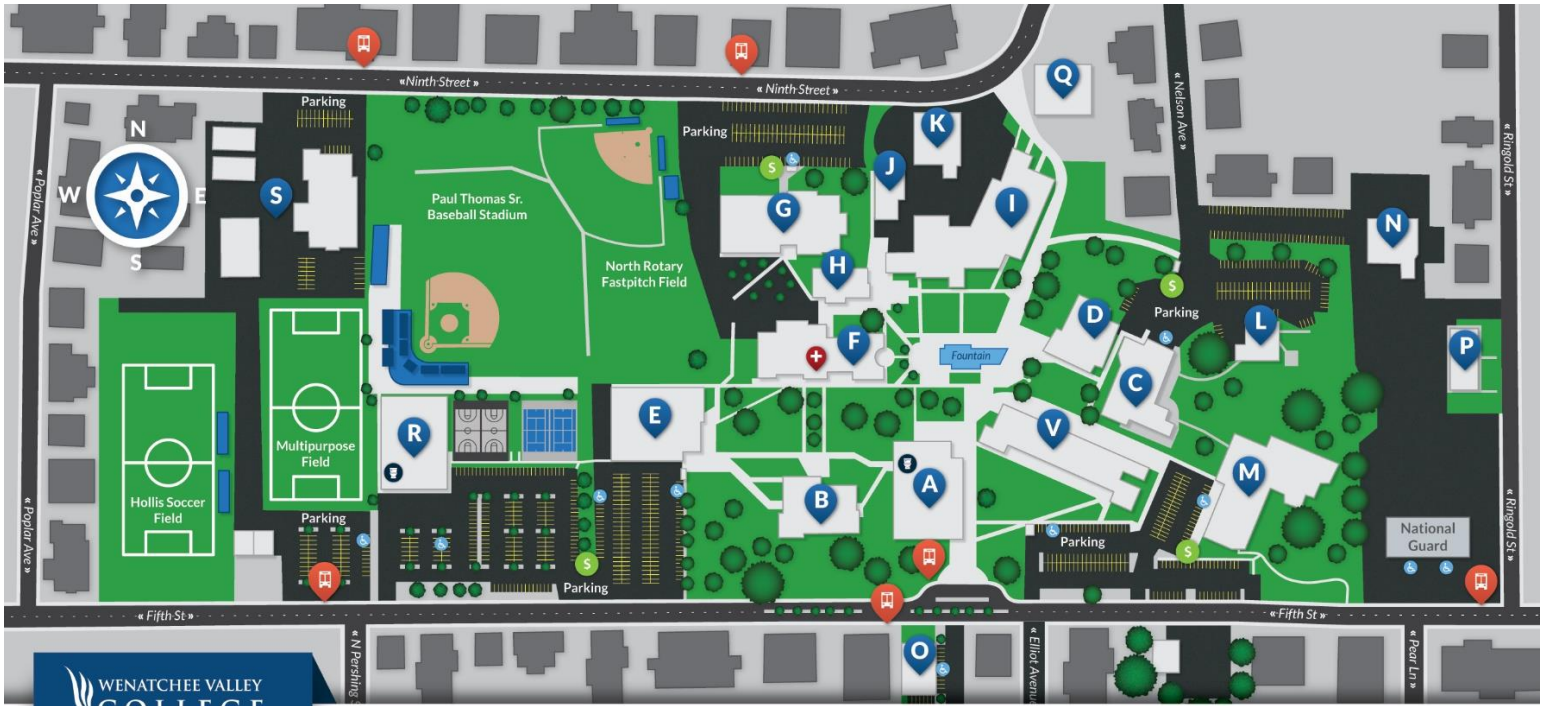 «Ninth Street »
« Ninth Street »
« Nelson Ave »
« Ringold St »
« Poplar Ave »
Q
Parking
Parking
K
N
W
E
S
S
J
S
Paul Thomas Sr.
Baseball Stadium
G
I
N
North Rotary
Fastpitch Field
H
S
Parking
D
L
F
Fountain
P
C
R
E
V
Multipurpose
Field
M
A
B
Hollis Soccer
Field
« Poplar Ave »
« Ringold St »
Parking
National
Guard
Parking
S
Parking
S
« Fifth St »
« Fifth St »
« N Pershing
O
« Elliot Avenue
« Pear Ln »
WENATCHEE VALLEY
COLLEGE